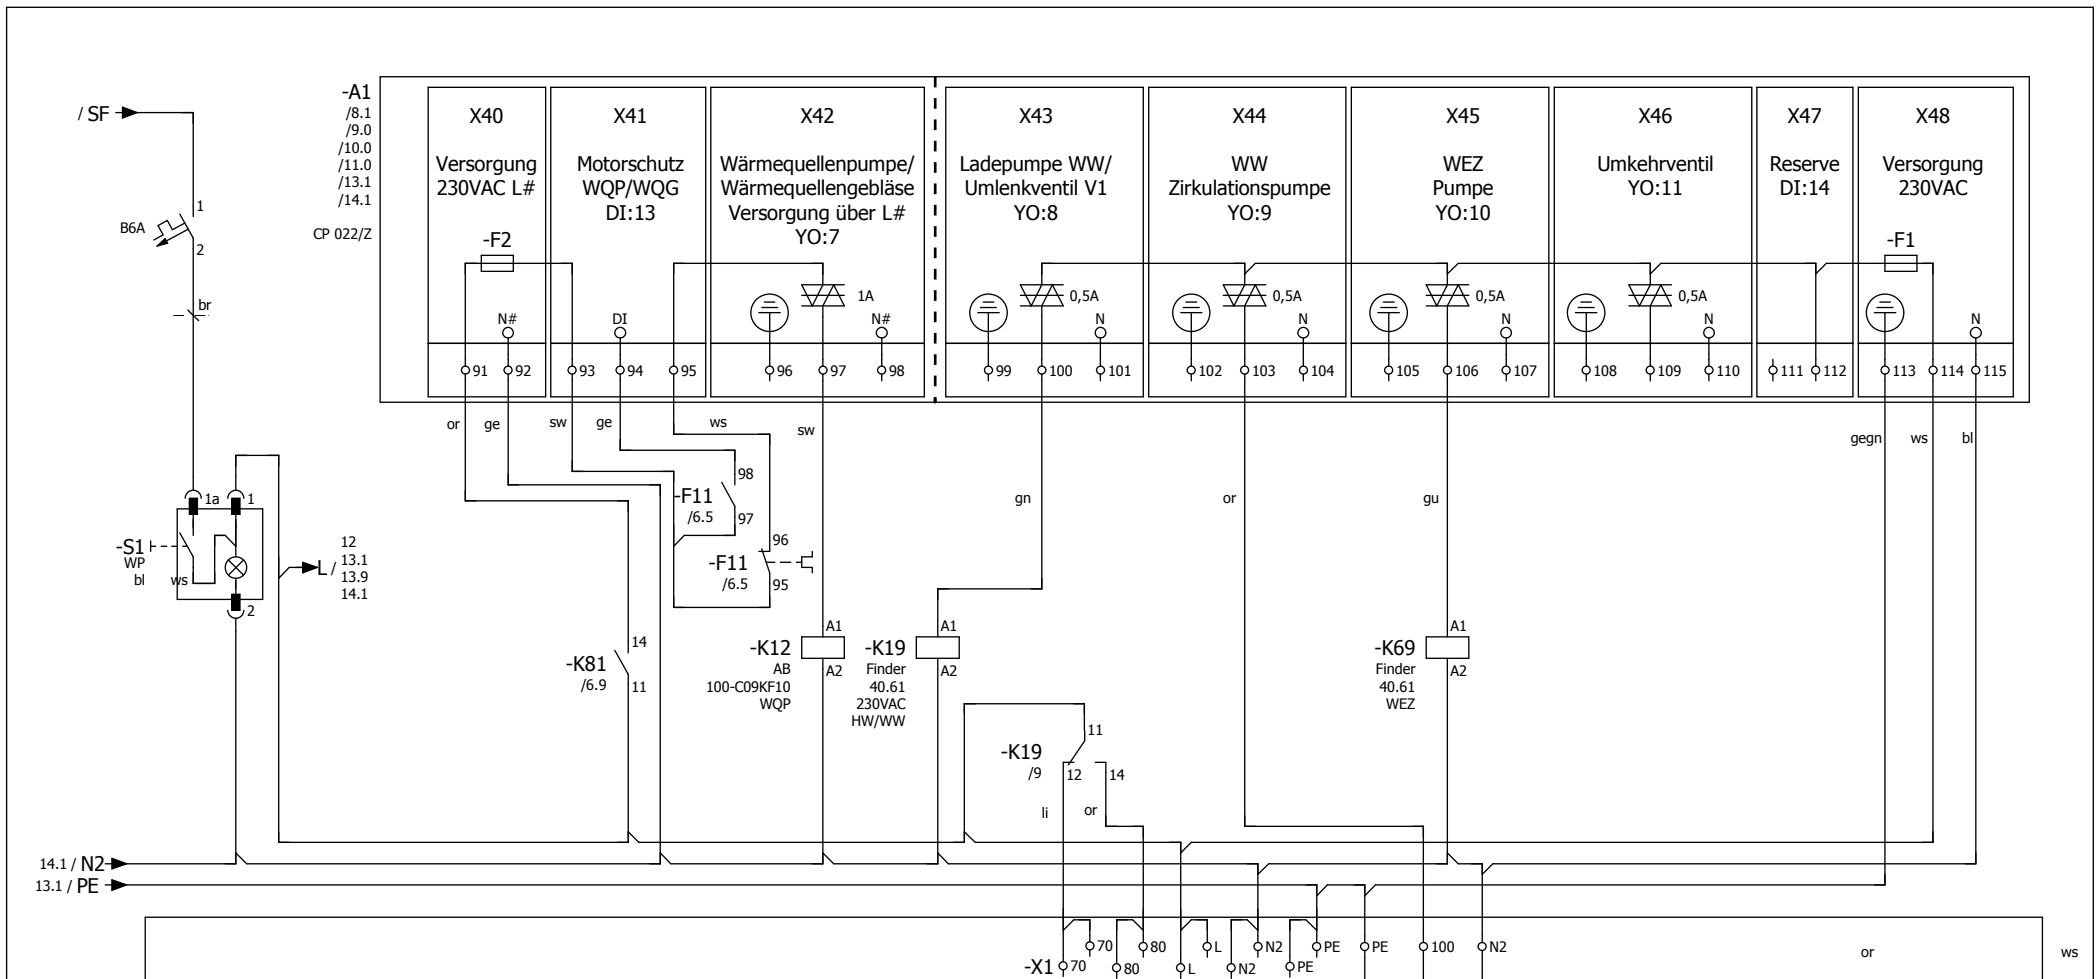 / SF
-A1
/8.1
/9.0
/10.0
/11.0
/13.1
/14.1
CP 022/Z
X40
Versorgung
230VAC L#
-F2
N#
91
92
X41
Motorschutz
WQP/WQG
DI:13
DI
93
94
95
X42
Wärmequellenpumpe/
Wärmequellengebläse
Versorgung über L#
YO:7
1A
N#
96
97
98
X43
Ladepumpe WW/
Umlenkventil V1
YO:8
0,5A
N
99
100
101
X44
WW
Zirkulationspumpe
YO:9
0,5A
N
102
103
104
X45
WEZ
Pumpe
YO:10
0,5A
N
105
106
107
X46
Umkehrventil
YO:11
0,5A
N
108
109
110
X47
Reserve
DI:14
111
112
X48
Versorgung
230VAC
-F1
N
113
114
115
1
B6A
2
br
or
ge
sw
ge
ws
sw
gn
or
gu
gegn
ws
bl
1a
1
-S1
WP
bl
ws
2
L /
12
13.1
13.9
14.1
98
-F11
/6.5
97
96
-F11
/6.5
95
14
-K81
/6.9
11
A1
-K12
A2
AB
100-C09KF10
WQP
A1
-K19
A2
Finder
40.61
230VAC
HW/WW
A1
-K69
A2
Finder
40.61
WEZ
11
-K19
/9
12
14
li
or
14.1 / N2
13.1 / PE
70
80
L
N2
PE
PE
100
N2
or
ws
-X1
70
80
L
N2
PE